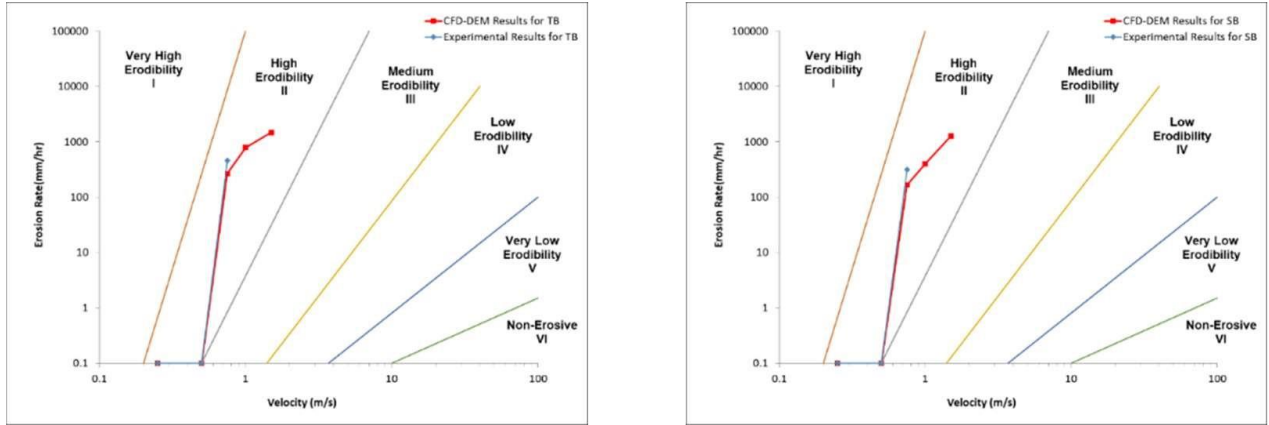 CFD-DEM Results for TB
Experimental Results for TB
100000
10000
1000
100
10
1
0.1
Erosion Rate(mm/hr)
Very High
Erodibility
I
High
Erodibility
II
Medium
Erodibility
III
Low
Erodibility
IV
Very Low
Erodibility
V
Non-Erosive
VI
0.1
1
10
100
Velocity (m/s)
CFD-DEM Results for SB
Experimental Results for SB
100000
10000
1000
100
10
1
0.1
Erosion Rate(mm/hr)
Very High
Erodibility
I
High
Erodibility
II
Medium
Erodibility
III
Low
Erodibility
IV
Very Low
Erodibility
V
Non-Erosive
VI
0.1
1
10
100
Velocity (m/s)